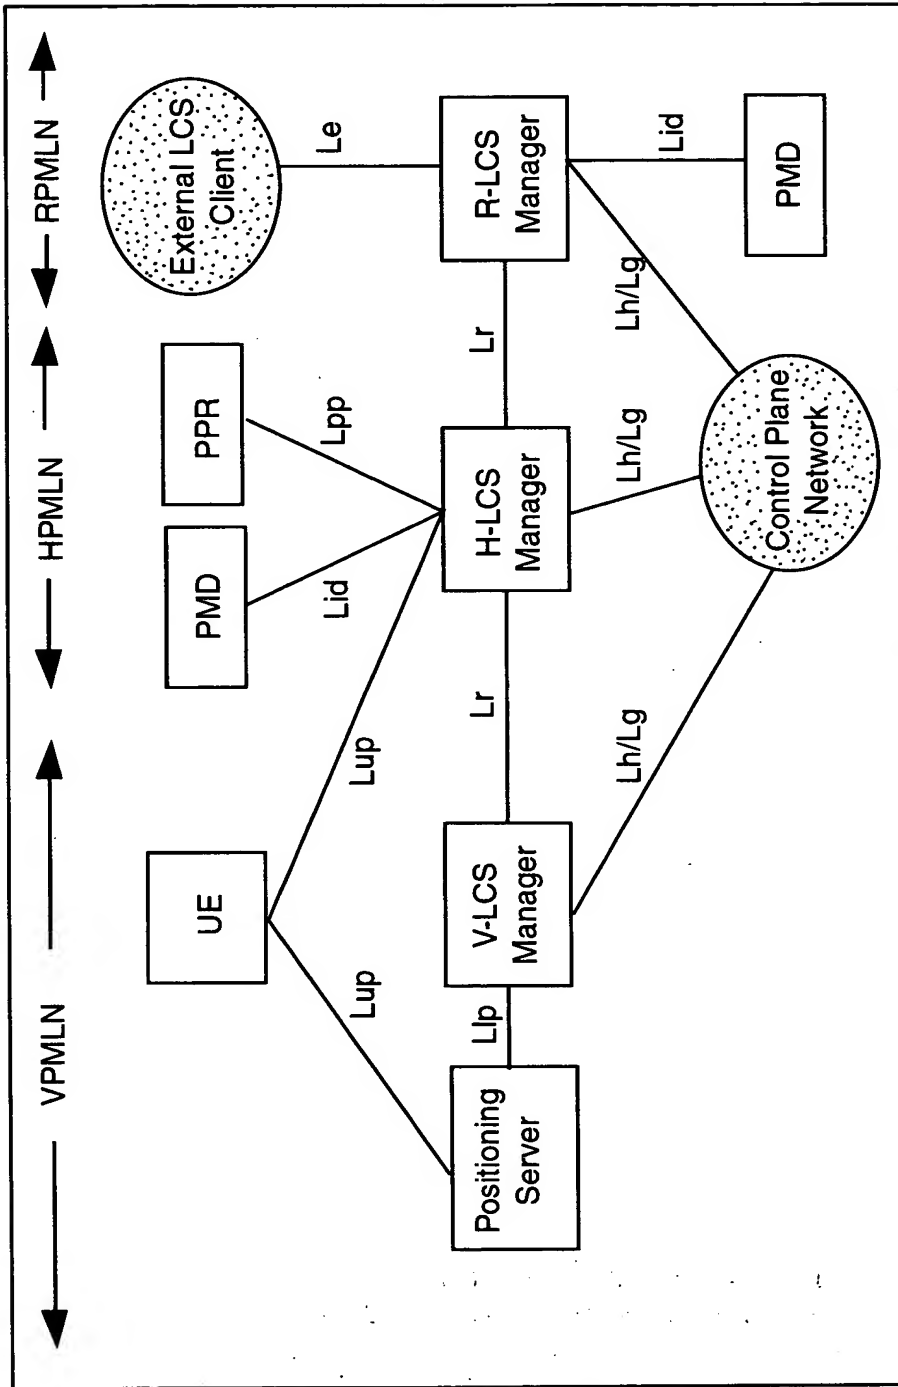 VPMLN
HPMLN
RPMLN
UE
PMD
PPR
External LCS
Client
Lup
Lup
Lid
Lpp
Le
Positioning
Server
Llp
V-LCS
Manager
Lr
H-LCS
Manager
Lr
R-LCS
Manager
Lh/Lg
Lh/Lg
Lh/Lg
Lid
Control Plane
Network
PMD